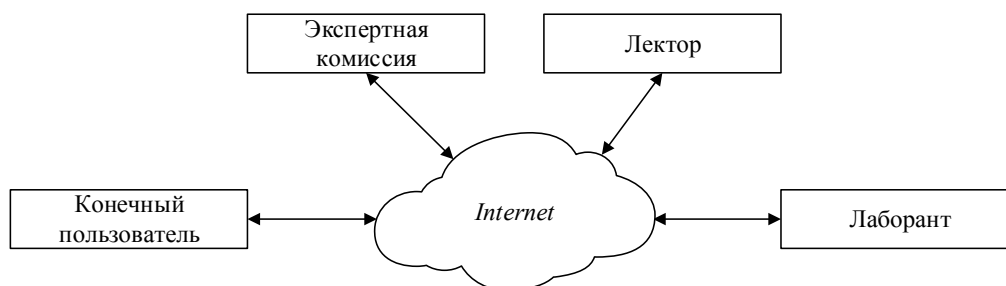 Экспертная
комиссия
Лектор
Конечный
пользователь
Internet
Лаборант